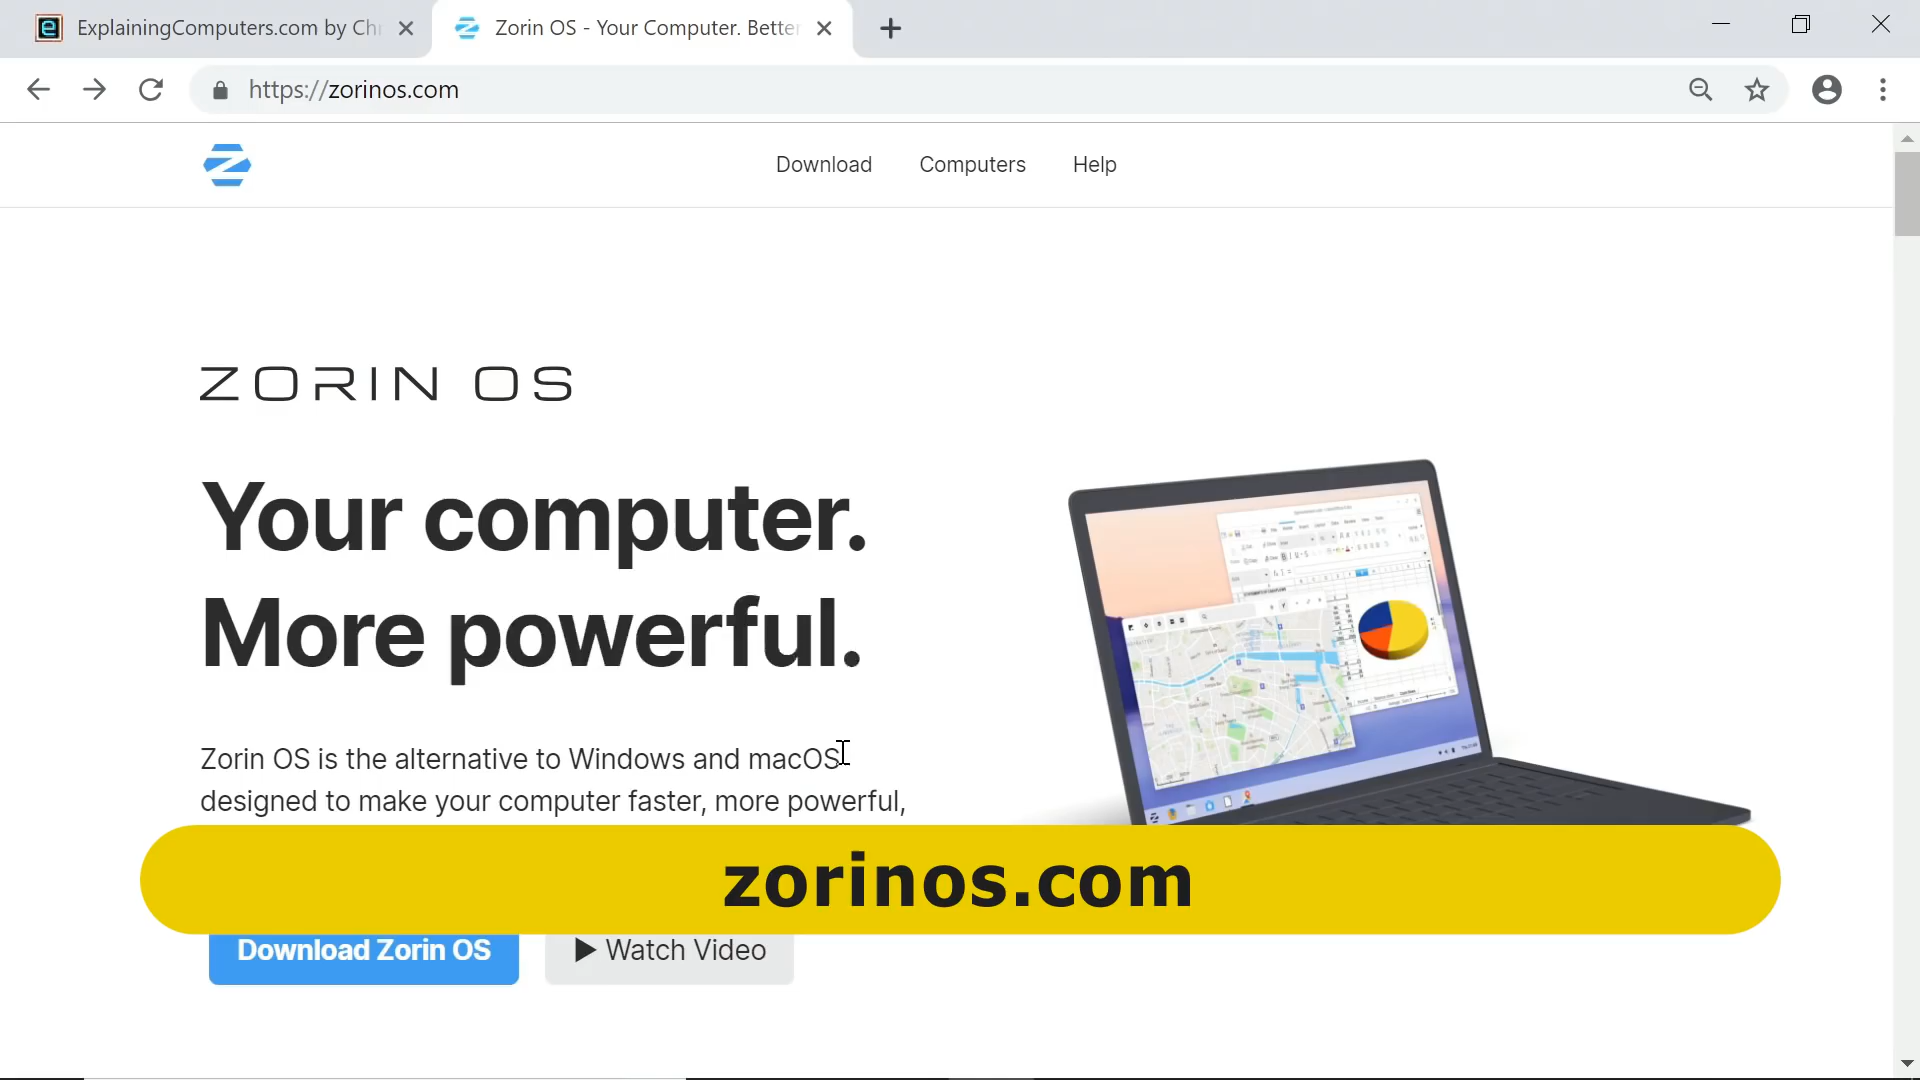 ExplainingComputers.com by Ch
Zorin OS - Your Computer. Better
https://zorinos.com
Download
Computers
Help
ZORIN OS
Your computer.
More powerful.
Zorin OS is the alternative to Windows and macOS
designed to make your computer faster, more powerful,
zorinos.com
Download Zorin OS
▶ Watch Video